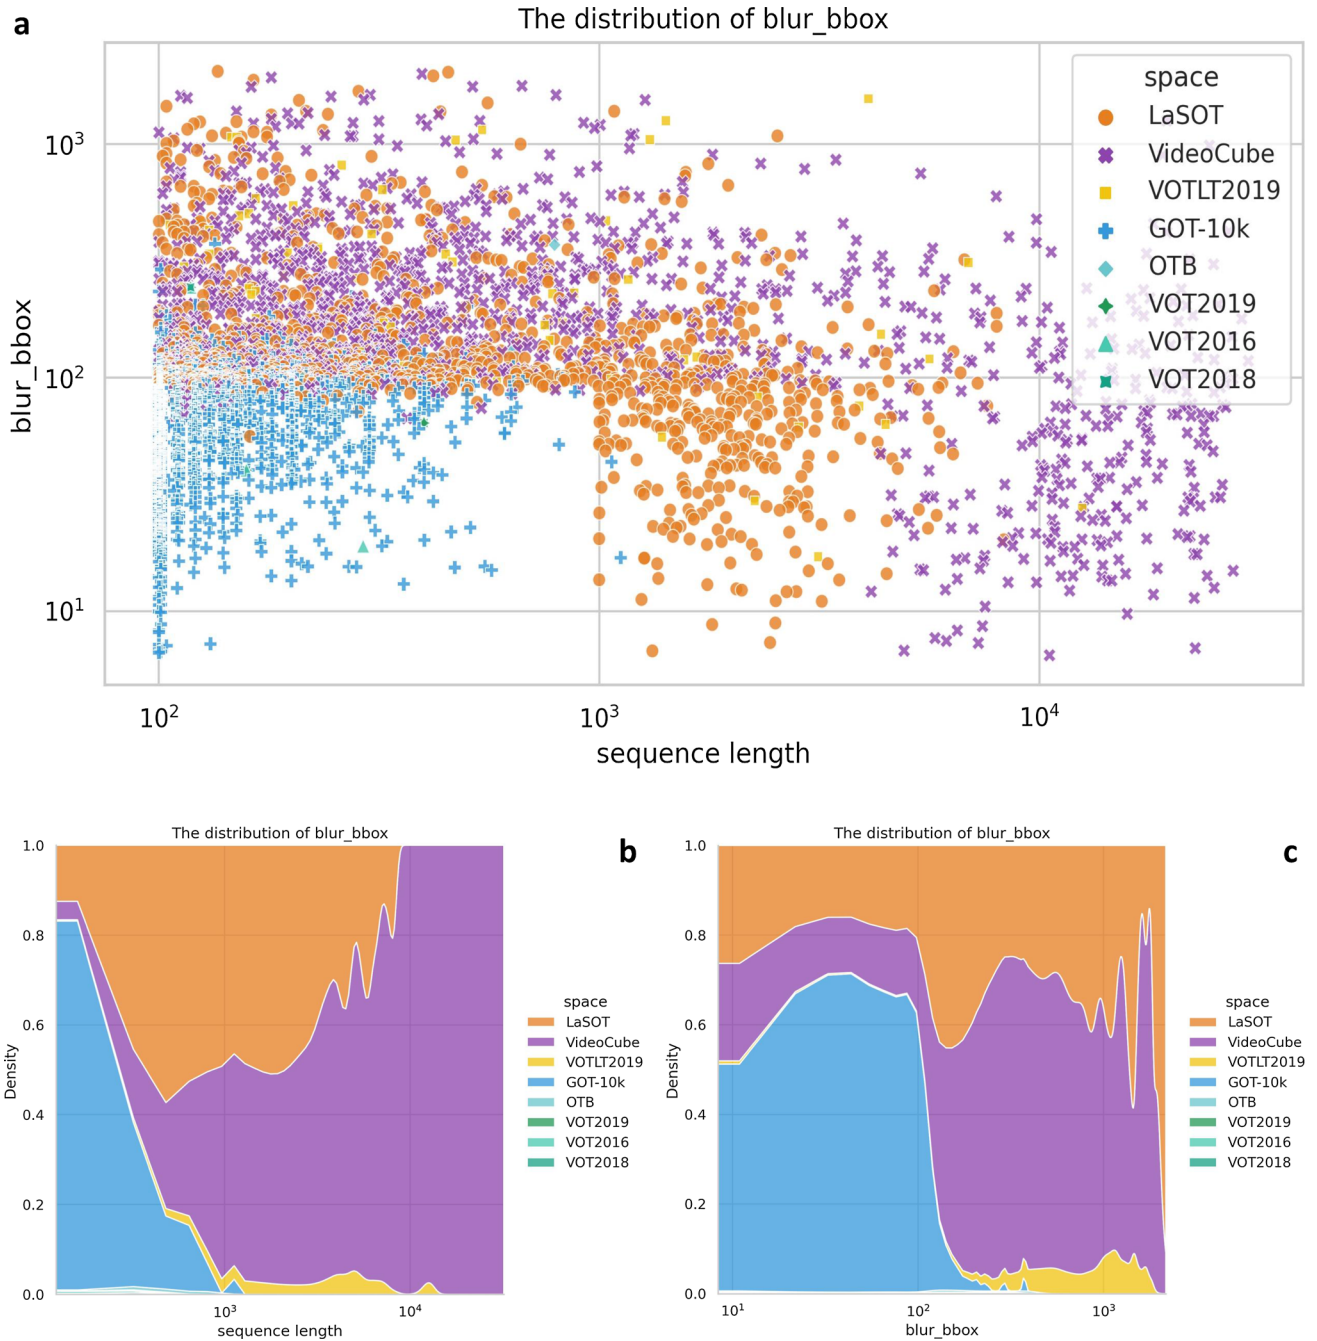 a
The distribution of blur_bbox
space
LaSOT
VideoCube
VOTLT2019
GOT-10k
OTB
VOT2019
VOT2016
VOT2018
blur_bbox
10³
10²
10¹
10² 10³ 10⁴
sequence length
The distribution of blur_bbox
b
1.0
0.8
0.6
0.4
0.2
0.0
Density
10³ 10⁴
sequence length
space
LaSOT
VideoCube
VOTLT2019
GOT-10k
OTB
VOT2019
VOT2016
VOT2018
The distribution of blur_bbox
c
1.0
0.8
0.6
0.4
0.2
0.0
Density
10¹ 10² 10³
blur_bbox
space
LaSOT
VideoCube
VOTLT2019
GOT-10k
OTB
VOT2019
VOT2016
VOT2018